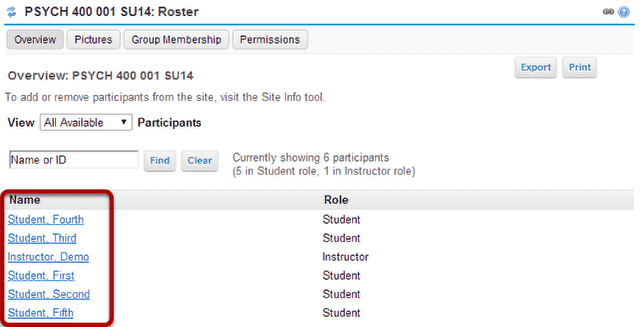 PSYCH 400 001 SU14: Roster
Overview Pictures Group Membership Permissions
Overview: PSYCH 400 001 SU14
Export Print
To add or remove participants from the site, visit the Site Info tool.
View All Available Participants
Name or ID Find Clear
Currently showing 6 participants
(5 in Student role, 1 in Instructor role)
Name Role
Student, Fourth Student
Student, Third Student
Instructor, Demo Instructor
Student, First Student
Student, Second Student
Student, Fifth Student